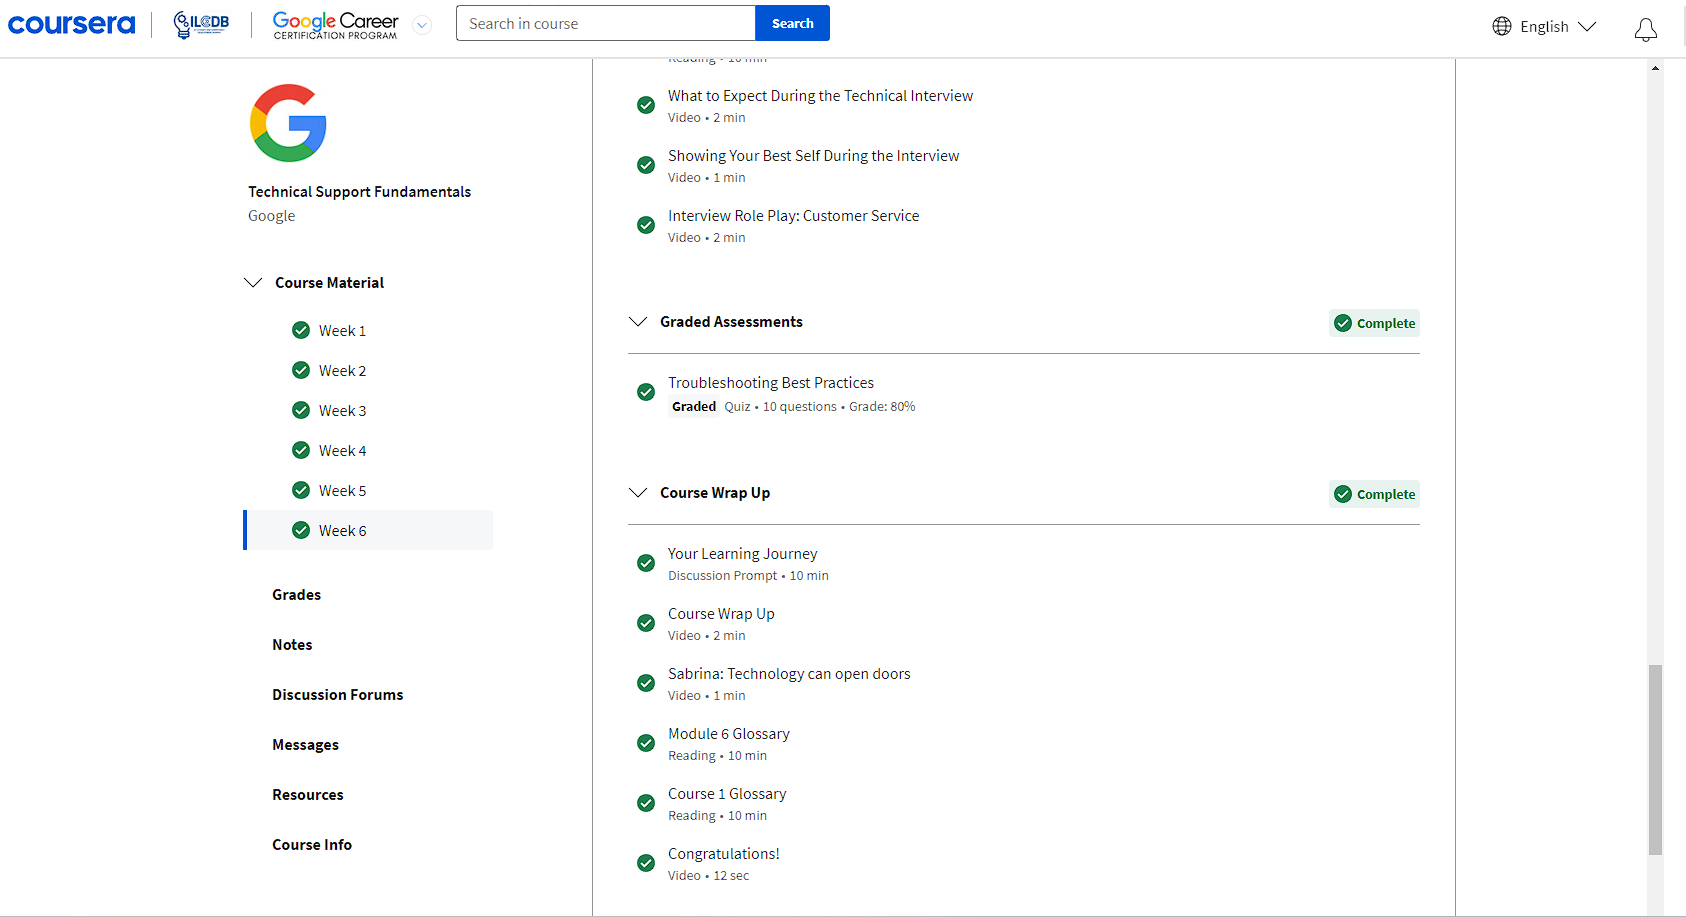 coursera
ILCDB
Google Career
CERTIFICATION PROGRAM
Search in course
Search
English
Technical Support Fundamentals
Google
Course Material
Week 1
Week 2
Week 3
Week 4
Week 5
Week 6
Grades
Notes
Discussion Forums
Messages
Resources
Course Info
Reading • 10 min
What to Expect During the Technical Interview
Video • 2 min
Showing Your Best Self During the Interview
Video • 1 min
Interview Role Play: Customer Service
Video • 2 min
Graded Assessments
Complete
Troubleshooting Best Practices
Graded Quiz • 10 questions • Grade: 80%
Course Wrap Up
Complete
Your Learning Journey
Discussion Prompt • 10 min
Course Wrap Up
Video • 2 min
Sabrina: Technology can open doors
Video • 1 min
Module 6 Glossary
Reading • 10 min
Course 1 Glossary
Reading • 10 min
Congratulations!
Video • 12 sec